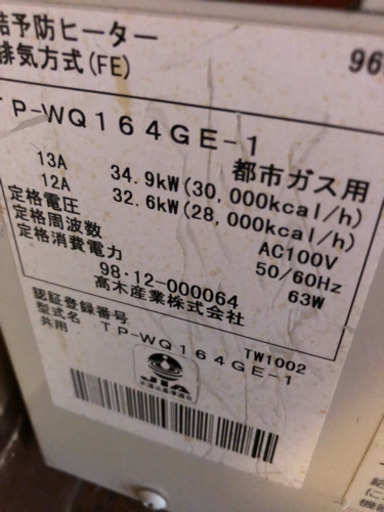 結予防ヒーター
排気方式(FE) 96
TP-WQ164GE-1
都市ガス用
13A 34.9kW(30,000kcal/h)
12A 32.6kW(28,000kcal/h)
定格電圧 AC100V
定格周波数 50/60Hz
定格消費電力 63W
98·12-000064
高木産業株式会社
認証登録番号 TW1002
型式名 TP-WQ164GE-1
共用
JIA